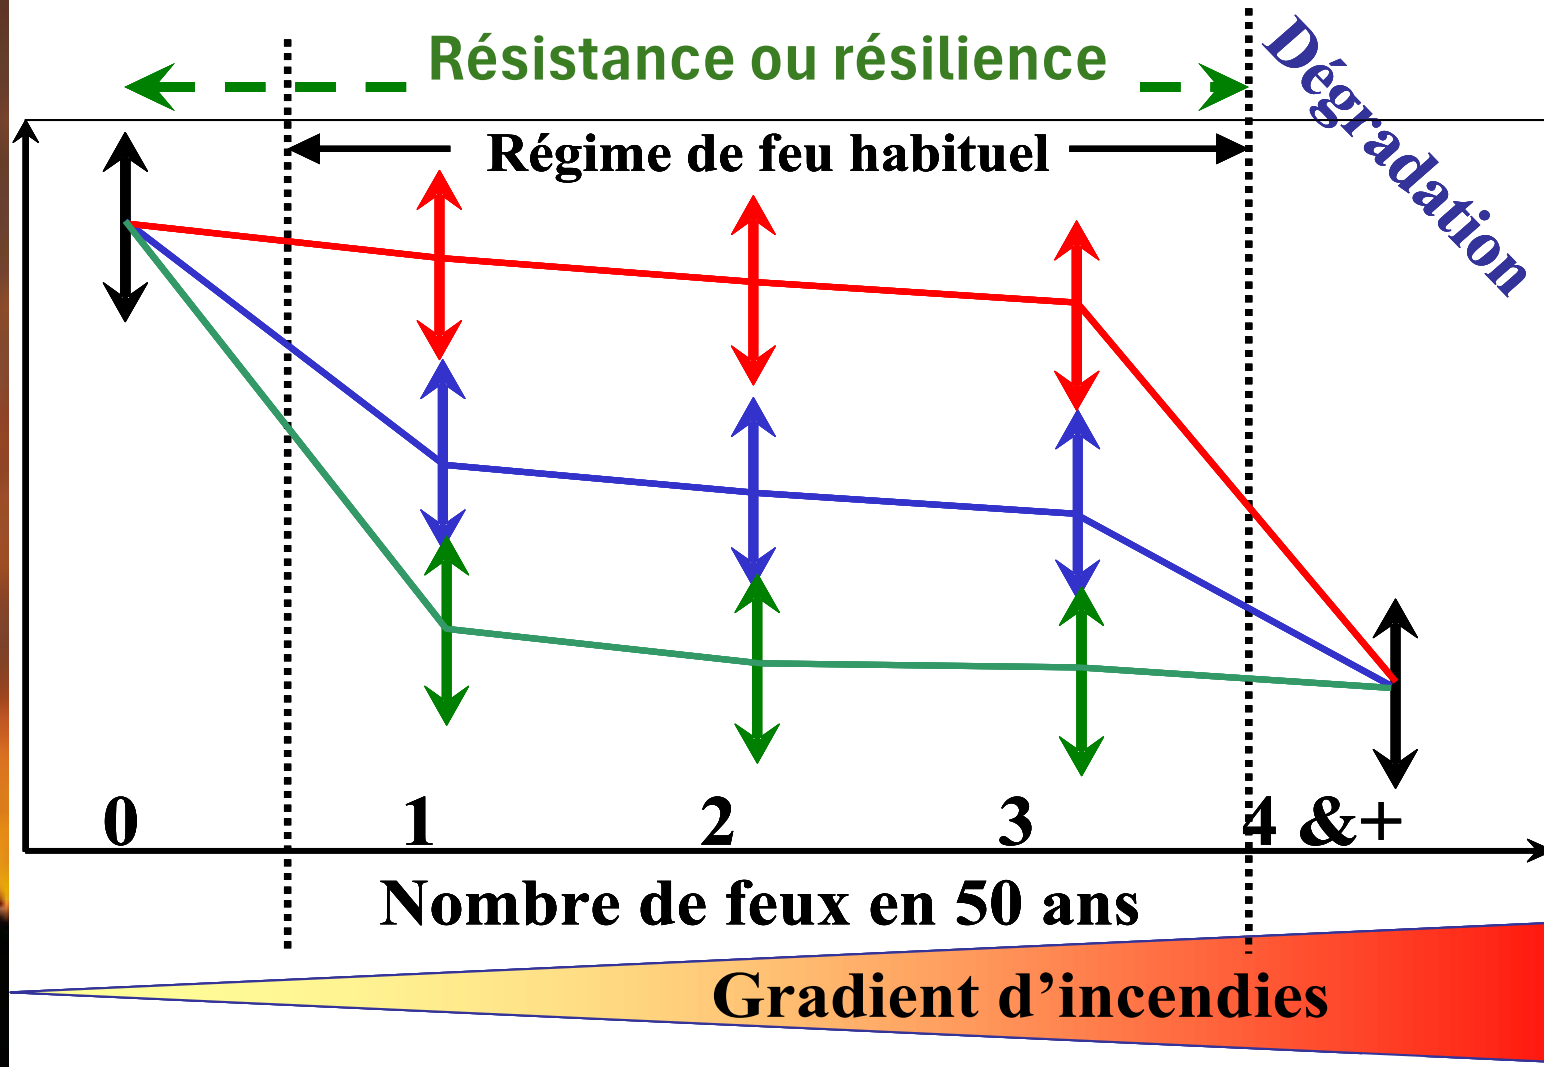 Résistance ou résilience
Dégradation
Régime de feu habituel
0 1 2 3 4 &+
Nombre de feux en 50 ans
Gradient d’incendies